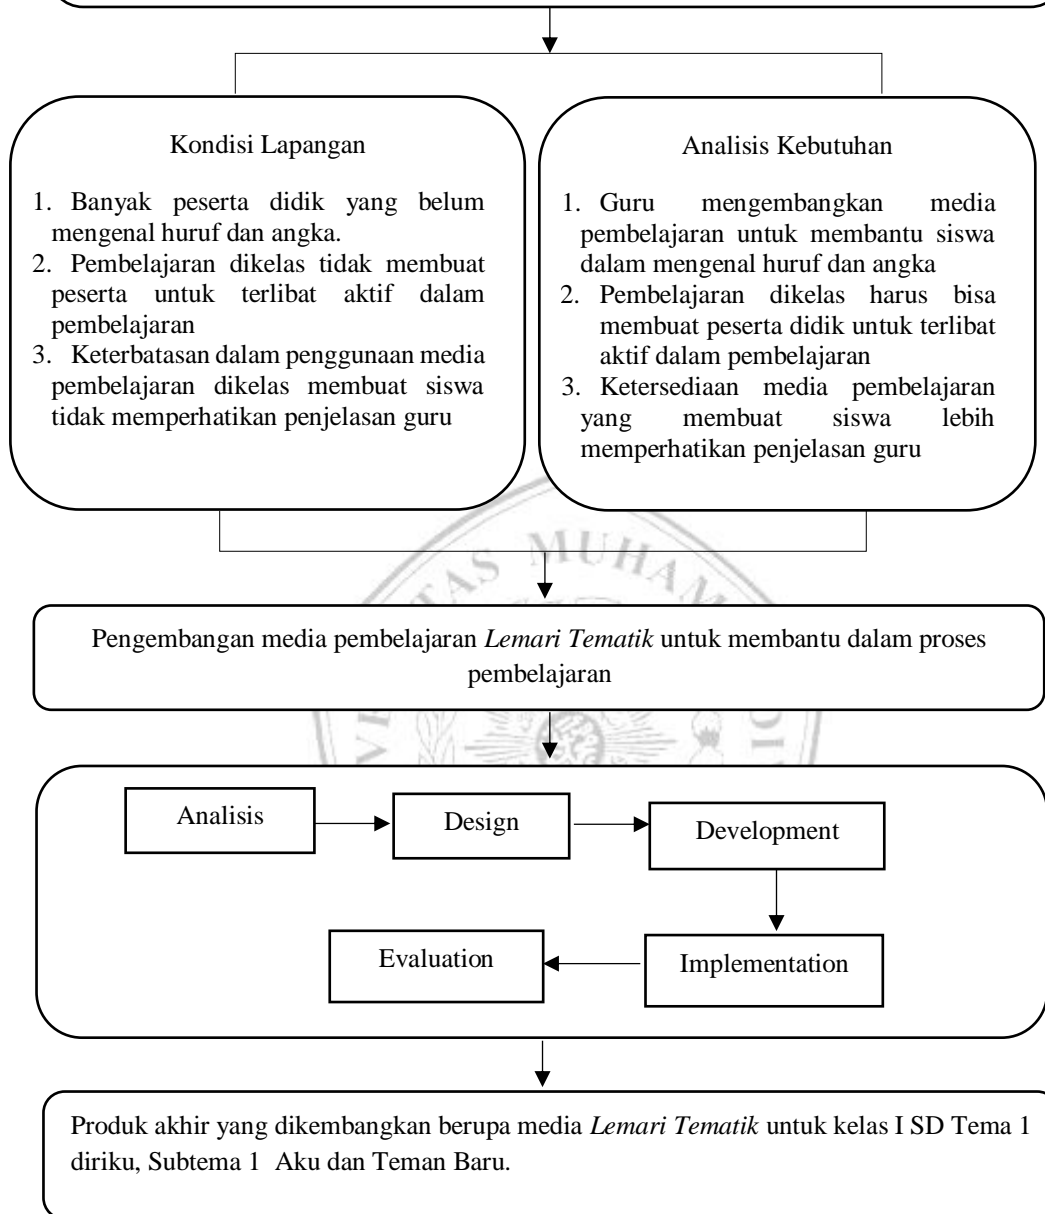 Kondisi Lapangan
1. Banyak peserta didik yang belum
mengenal huruf dan angka.
2. Pembelajaran dikelas tidak membuat
peserta untuk terlibat aktif dalam
pembelajaran
3. Keterbatasan dalam penggunaan media
pembelajaran dikelas membuat siswa
tidak memperhatikan penjelasan guru
Analisis Kebutuhan
1. Guru mengembangkan media
pembelajaran untuk membantu siswa
dalam mengenal huruf dan angka
2. Pembelajaran dikelas harus bisa
membuat peserta didik untuk terlibat
aktif dalam pembelajaran
3. Ketersediaan media pembelajaran
yang membuat siswa lebih
memperhatikan penjelasan guru
Pengembangan media pembelajaran Lemari Tematik untuk membantu dalam proses
pembelajaran
Analisis
Design
Development
Evaluation
Implementation
Produk akhir yang dikembangkan berupa media Lemari Tematik untuk kelas I SD Tema 1
diriku, Subtema 1 Aku dan Teman Baru.